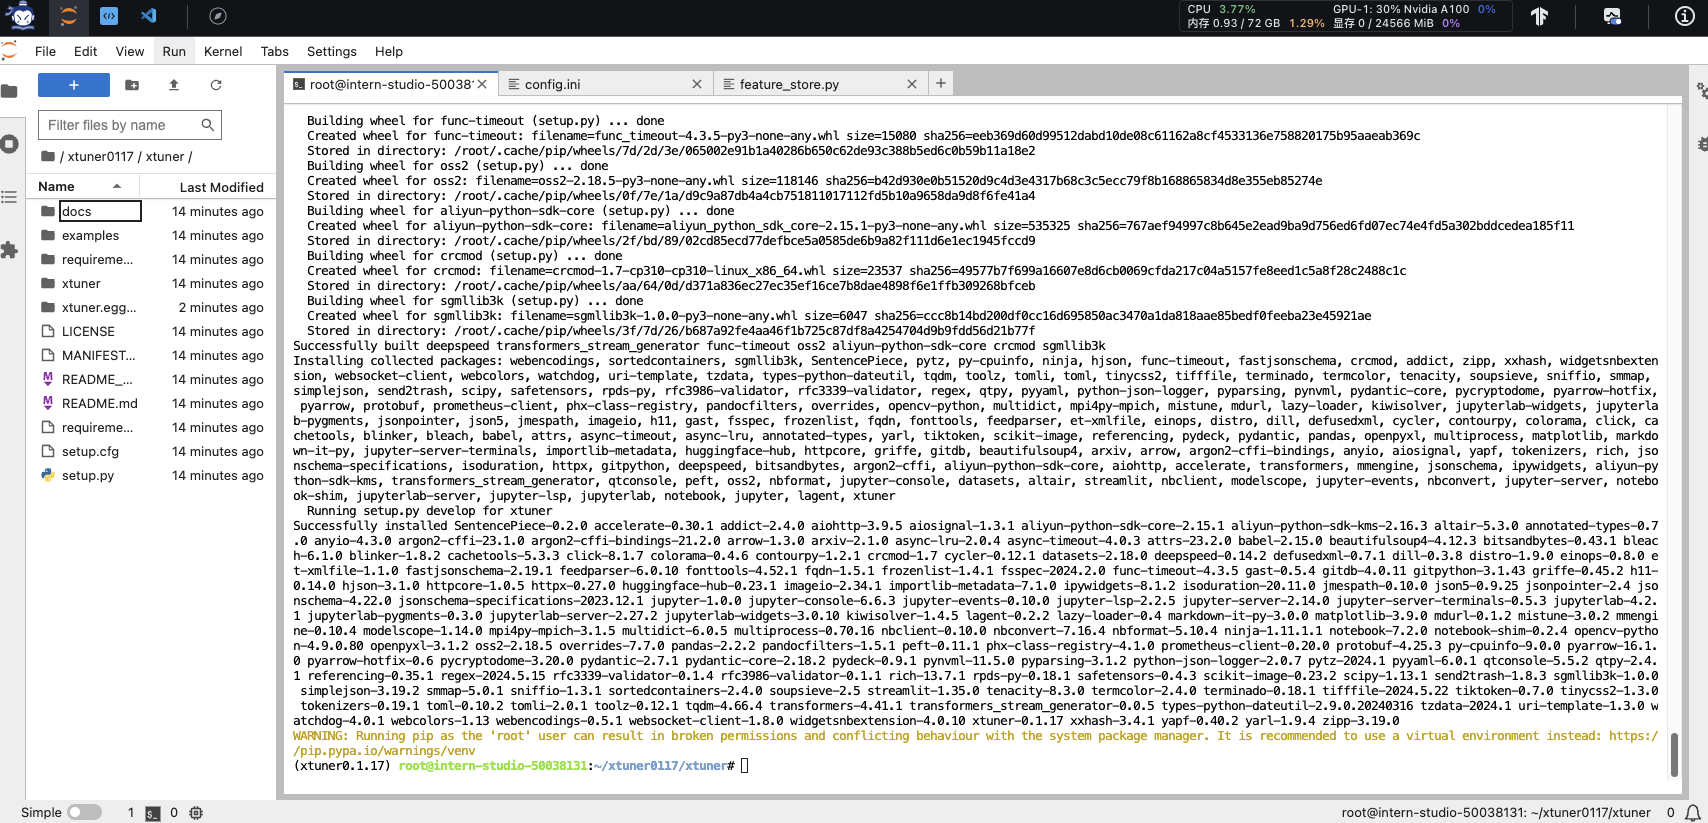 CPU 3.77% GPU-1: 30% Nvidia A100 0%
内存 0.93 / 72 GB 1.29% 显存 0 / 24566 MiB 0%
File Edit View Run Kernel Tabs Settings Help
root@intern-studio-50038
config.ini
feature_store.py
Filter files by name
/ xtuner0117 / xtuner /
Name Last Modified
docs 14 minutes ago
examples 14 minutes ago
requireme... 14 minutes ago
xtuner 14 minutes ago
xtuner.egg... 2 minutes ago
LICENSE 14 minutes ago
MANIFEST... 14 minutes ago
README_... 14 minutes ago
README.md 14 minutes ago
requireme... 14 minutes ago
setup.cfg 14 minutes ago
setup.py 14 minutes ago
Building wheel for func-timeout (setup.py) ... done
Created wheel for func-timeout: filename=func_timeout-4.3.5-py3-none-any.whl size=15080 sha256=eeb369d60d99512dabd10de08c61162a8cf4533136e758820175b95aaeab369c
Stored in directory: /root/.cache/pip/wheels/7d/2d/3e/065002e91b1a40286b650c62de93c388b5ed6c0b59b11a18e2
Building wheel for oss2 (setup.py) ... done
Created wheel for oss2: filename=oss2-2.18.5-py3-none-any.whl size=118146 sha256=b42d930e0b51520d9c4d3e4317b68c3c5ecc79f8b168865834d8e355eb85274e
Stored in directory: /root/.cache/pip/wheels/0f/7e/1a/d9c9a87db4a4cb751811017112fd5b10a9658da9d8f6fe41a4
Building wheel for aliyun-python-sdk-core (setup.py) ... done
Created wheel for aliyun-python-sdk-core: filename=aliyun_python_sdk_core-2.15.1-py3-none-any.whl size=535325 sha256=767aef94997c8b645e2ead9ba9d756ed6fd07ec74e4fd5a302bddcedea185f11
Stored in directory: /root/.cache/pip/wheels/2f/bd/89/02cd85ecd77defbce5a0585de6b9a82f111d6e1ec1945fccd9
Building wheel for crcmod (setup.py) ... done
Created wheel for crcmod: filename=crcmod-1.7-cp310-cp310-linux_x86_64.whl size=23537 sha256=49577b7f699a16607e8d6cb0069cfda217c04a5157fe8eed1c5a8f28c2488c1c
Stored in directory: /root/.cache/pip/wheels/aa/64/0d/d371a836ec27ec35ef16ce7b8dae4898f6e1ffb309268bfceb
Building wheel for sgmllib3k (setup.py) ... done
Created wheel for sgmllib3k: filename=sgmllib3k-1.0.0-py3-none-any.whl size=6047 sha256=ccc8b14bd200df0cc16d695850ac3470a1da818aae85bedf0feeba23e45921ae
Stored in directory: /root/.cache/pip/wheels/3f/7d/26/b687a92fe4aa46f1b725c87df8a4254704d9b9fdd56d21b77f
Successfully built deepspeed transformers_stream_generator func-timeout oss2 aliyun-python-sdk-core crcmod sgmllib3k
Installing collected packages: webencodings, sortedcontainers, sgmllib3k, SentencePiece, pytz, py-cpuinfo, ninja, hjson, func-timeout, fastjsonschema, crcmod, addict, zipp, xxhash, widgetsnbexten
sion, websocket-client, webcolors, watchdog, uri-template, tzdata, types-python-dateutil, tqdm, toolz, tomli, toml, tinycss2, tifffile, terminado, termcolor, tenacity, soupsieve, sniffio, smmap,
simplejson, send2trash, scipy, safetensors, rpds-py, rfc3986-validator, rfc3339-validator, regex, qtpy, pyyaml, python-json-logger, pyparsing, pynvml, pydantic-core, pycryptodome, pyarrow-hotfix,
pyarrow, protobuf, prometheus-client, phx-class-registry, pandocfilters, overrides, opencv-python, multidict, mpi4py-mpich, mistune, mdurl, lazy-loader, kiwisolver, jupyterlab-widgets, jupyterla
b-pygments, jsonpointer, json5, jmespath, imageio, h11, gast, fsspec, frozenlist, fqdn, fonttools, feedparser, et-xmlfile, einops, distro, dill, defusedxml, cycler, contourpy, colorama, click, ca
chetools, blinker, bleach, babel, attrs, async-timeout, async-lru, annotated-types, yarl, tiktoken, scikit-image, referencing, pydeck, pydantic, pandas, openpyxl, multiprocess, matplotlib, markdo
wn-it-py, jupyter-server-terminals, importlib-metadata, huggingface-hub, httpcore, griffe, gitdb, beautifulsoup4, arxiv, arrow, argon2-cffi-bindings, anyio, aiosignal, yapf, tokenizers, rich, jso
nschema-specifications, isoduration, httpx, gitpython, deepspeed, bitsandbytes, argon2-cffi, aliyun-python-sdk-core, aiohttp, accelerate, transformers, mmengine, jsonschema, ipywidgets, aliyun-py
thon-sdk-kms, transformers_stream_generator, qtconsole, peft, oss2, nbformat, jupyter-console, datasets, altair, streamlit, nbclient, modelscope, jupyter-events, nbconvert, jupyter-server, notebo
ok-shim, jupyterlab-server, jupyter-lsp, jupyterlab, notebook, jupyter, lagent, xtuner
Running setup.py develop for xtuner
Successfully installed SentencePiece-0.2.0 accelerate-0.30.1 addict-2.4.0 aiohttp-3.9.5 aiosignal-1.3.1 aliyun-python-sdk-core-2.15.1 aliyun-python-sdk-kms-2.16.3 altair-5.3.0 annotated-types-0.7
.0 anyio-4.3.0 argon2-cffi-23.1.0 argon2-cffi-bindings-21.2.0 arrow-1.3.0 arxiv-2.1.0 async-lru-2.0.4 async-timeout-4.0.3 attrs-23.2.0 babel-2.15.0 beautifulsoup4-4.12.3 bitsandbytes-0.43.1 bleac
h-6.1.0 blinker-1.8.2 cachetools-5.3.3 click-8.1.7 colorama-0.4.6 contourpy-1.2.1 crcmod-1.7 cycler-0.12.1 datasets-2.18.0 deepspeed-0.14.2 defusedxml-0.7.1 dill-0.3.8 distro-1.9.0 einops-0.8.0 e
t-xmlfile-1.1.0 fastjsonschema-2.19.1 feedparser-6.0.10 fonttools-4.52.1 fqdn-1.5.1 frozenlist-1.4.1 fsspec-2024.2.0 func-timeout-4.3.5 gast-0.5.4 gitdb-4.0.11 gitpython-3.1.43 griffe-0.45.2 h11-
0.14.0 hjson-3.1.0 httpcore-1.0.5 httpx-0.27.0 huggingface-hub-0.23.1 imageio-2.34.1 importlib-metadata-7.1.0 ipywidgets-8.1.2 isoduration-20.11.0 jmespath-0.10.0 json5-0.9.25 jsonpointer-2.4 jso
nschema-4.22.0 jsonschema-specifications-2023.12.1 jupyter-1.0.0 jupyter-console-6.6.3 jupyter-events-0.10.0 jupyter-lsp-2.2.5 jupyter-server-2.14.0 jupyter-server-terminals-0.5.3 jupyterlab-4.2.
1 jupyterlab-pygments-0.3.0 jupyterlab-server-2.27.2 jupyterlab-widgets-3.0.10 kiwisolver-1.4.5 lagent-0.2.2 lazy-loader-0.4 markdown-it-py-3.0.0 matplotlib-3.9.0 mdurl-0.1.2 mistune-3.0.2 mmengi
ne-0.10.4 modelscope-1.14.0 mpi4py-mpich-3.1.5 multidict-6.0.5 multiprocess-0.70.16 nbclient-0.10.0 nbconvert-7.16.4 nbformat-5.10.4 ninja-1.11.1.1 notebook-7.2.0 notebook-shim-0.2.4 opencv-pytho
n-4.9.0.80 openpyxl-3.1.2 oss2-2.18.5 overrides-7.7.0 pandas-2.2.2 pandocfilters-1.5.1 peft-0.11.1 phx-class-registry-4.1.0 prometheus-client-0.20.0 protobuf-4.25.3 py-cpuinfo-9.0.0 pyarrow-16.1.
0 pyarrow-hotfix-0.6 pycryptodome-3.20.0 pydantic-2.7.1 pydantic-core-2.18.2 pydeck-0.9.1 pynvml-11.5.0 pyparsing-3.1.2 python-json-logger-2.0.7 pytz-2024.1 pyyaml-6.0.1 qtconsole-5.5.2 qtpy-2.4.
1 referencing-0.35.1 regex-2024.5.15 rfc3339-validator-0.1.4 rfc3986-validator-0.1.1 rich-13.7.1 rpds-py-0.18.1 safetensors-0.4.3 scikit-image-0.23.2 scipy-1.13.1 send2trash-1.8.3 sgmllib3k-1.0.0
simplejson-3.19.2 smmap-5.0.1 sniffio-1.3.1 sortedcontainers-2.4.0 soupsieve-2.5 streamlit-1.35.0 tenacity-8.3.0 termcolor-2.4.0 terminado-0.18.1 tifffile-2024.5.22 tiktoken-0.7.0 tinycss2-1.3.0
tokenizers-0.19.1 toml-0.10.2 tomli-2.0.1 toolz-0.12.1 tqdm-4.66.4 transformers-4.41.1 transformers_stream_generator-0.0.5 types-python-dateutil-2.9.0.20240316 tzdata-2024.1 uri-template-1.3.0 w
atchdog-4.0.1 webcolors-1.13 webencodings-0.5.1 websocket-client-1.8.0 widgetsnbextension-4.0.10 xtuner-0.1.17 xxhash-3.4.1 yapf-0.40.2 yarl-1.9.4 zipp-3.19.0
WARNING: Running pip as the 'root' user can result in broken permissions and conflicting behaviour with the system package manager. It is recommended to use a virtual environment instead: https:/
/pip.pypa.io/warnings/venv
(xtuner0.1.17) root@intern-studio-50038131:~/xtuner0117/xtuner#
Simple 1 0 root@intern-studio-50038131: ~/xtuner0117/xtuner 0